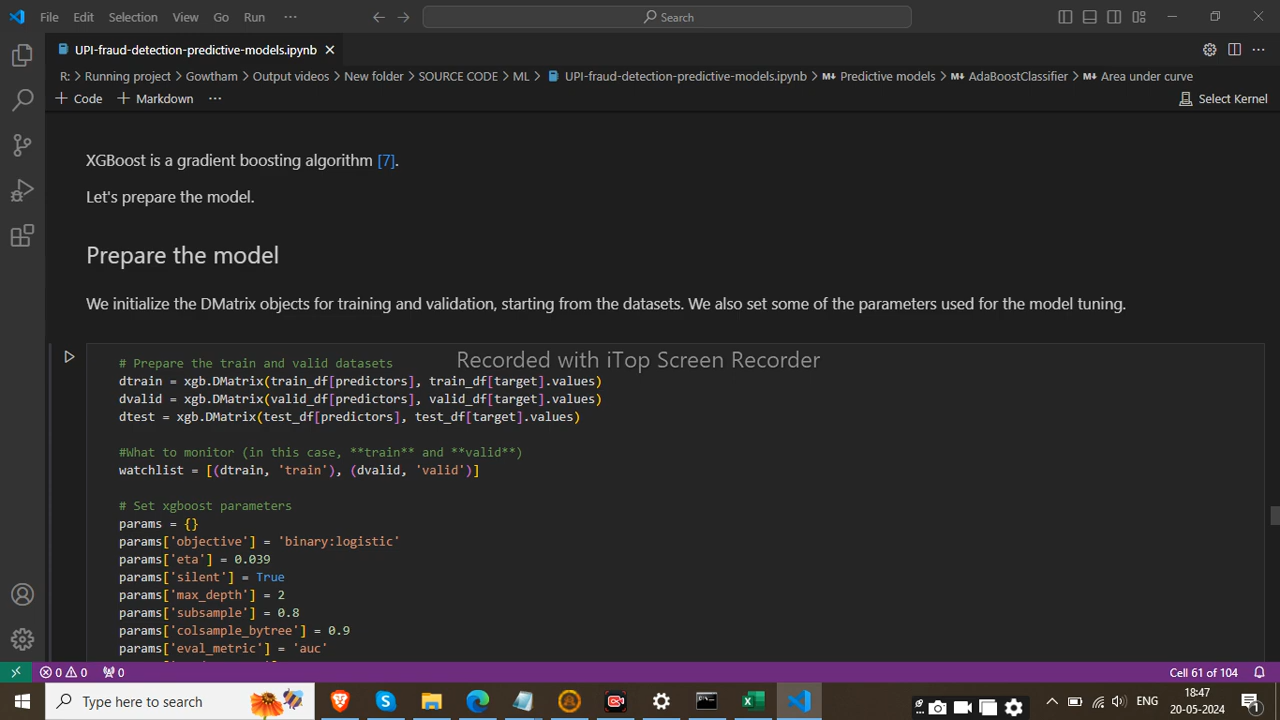 File Edit Selection View Go Run ··· Search
UPI-fraud-detection-predictive-models.ipynb
R: > Running project > Gowtham > Output videos > New folder > SOURCE CODE > ML > UPI-fraud-detection-predictive-models.ipynb > Predictive models > AdaBoostClassifier > Area under curve
+ Code + Markdown ··· Select Kernel
XGBoost is a gradient boosting algorithm [7].
Let's prepare the model.
Prepare the model
We initialize the DMatrix objects for training and validation, starting from the datasets. We also set some of the parameters used for the model tuning.
Recorded with iTop Screen Recorder
# Prepare the train and valid datasets
dtrain = xgb.DMatrix(train_df[predictors], train_df[target].values)
dvalid = xgb.DMatrix(valid_df[predictors], valid_df[target].values)
dtest = xgb.DMatrix(test_df[predictors], test_df[target].values)
#What to monitor (in this case, **train** and **valid**)
watchlist = [(dtrain, 'train'), (dvalid, 'valid')]
# Set xgboost parameters
params = {}
params['objective'] = 'binary:logistic'
params['eta'] = 0.039
params['silent'] = True
params['max_depth'] = 2
params['subsample'] = 0.8
params['colsample_bytree'] = 0.9
params['eval_metric'] = 'auc'
0 0 0 Cell 61 of 104
Type here to search ENG 18:47
20-05-2024 1